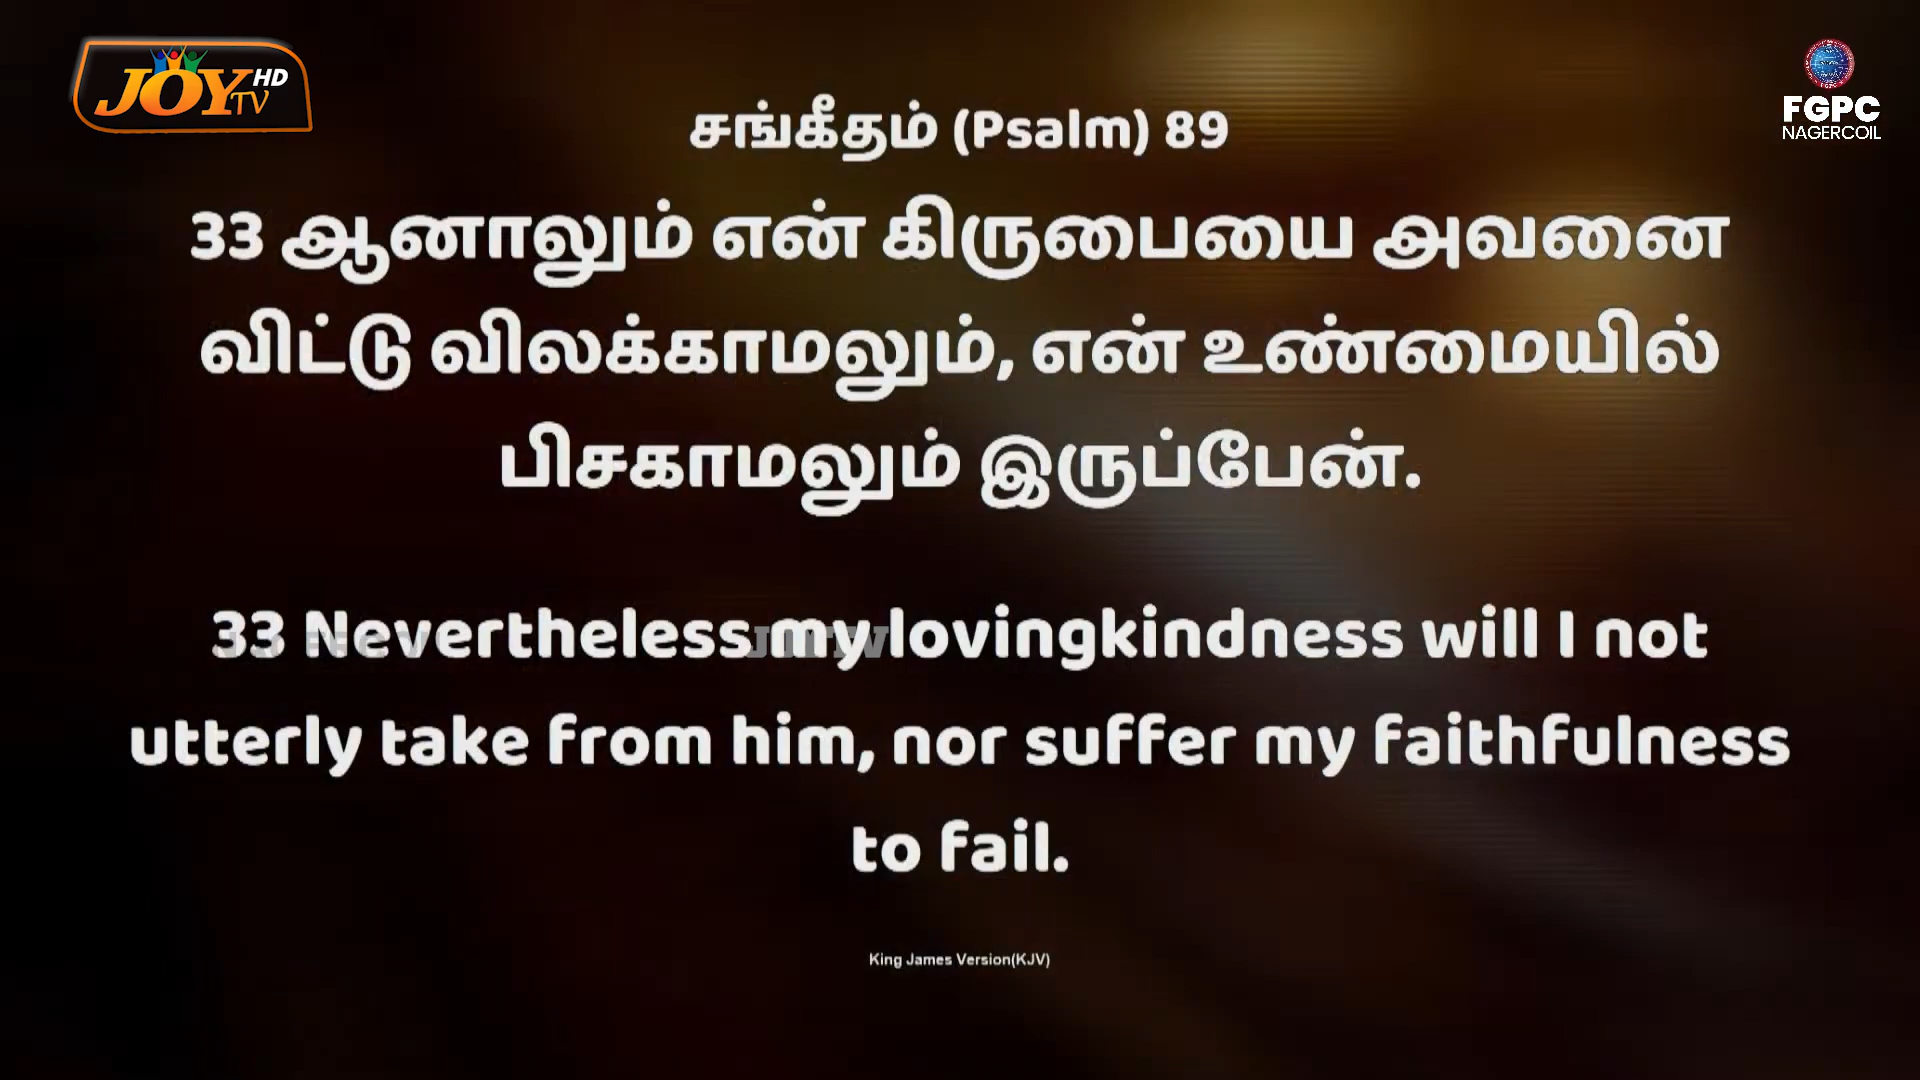 JOY TV HD
FGPC
NAGERCOIL
சங்கீதம் (Psalm) 89
33 ஆனாலும் என் கிருபையை அவனை
விட்டு விலக்காமலும், என் உண்மையில்
பிசகாமலும் இருப்பேன்.
33 Nevertheless my lovingkindness will I not
utterly take from him, nor suffer my faithfulness
to fail.
King James Version(KJV)